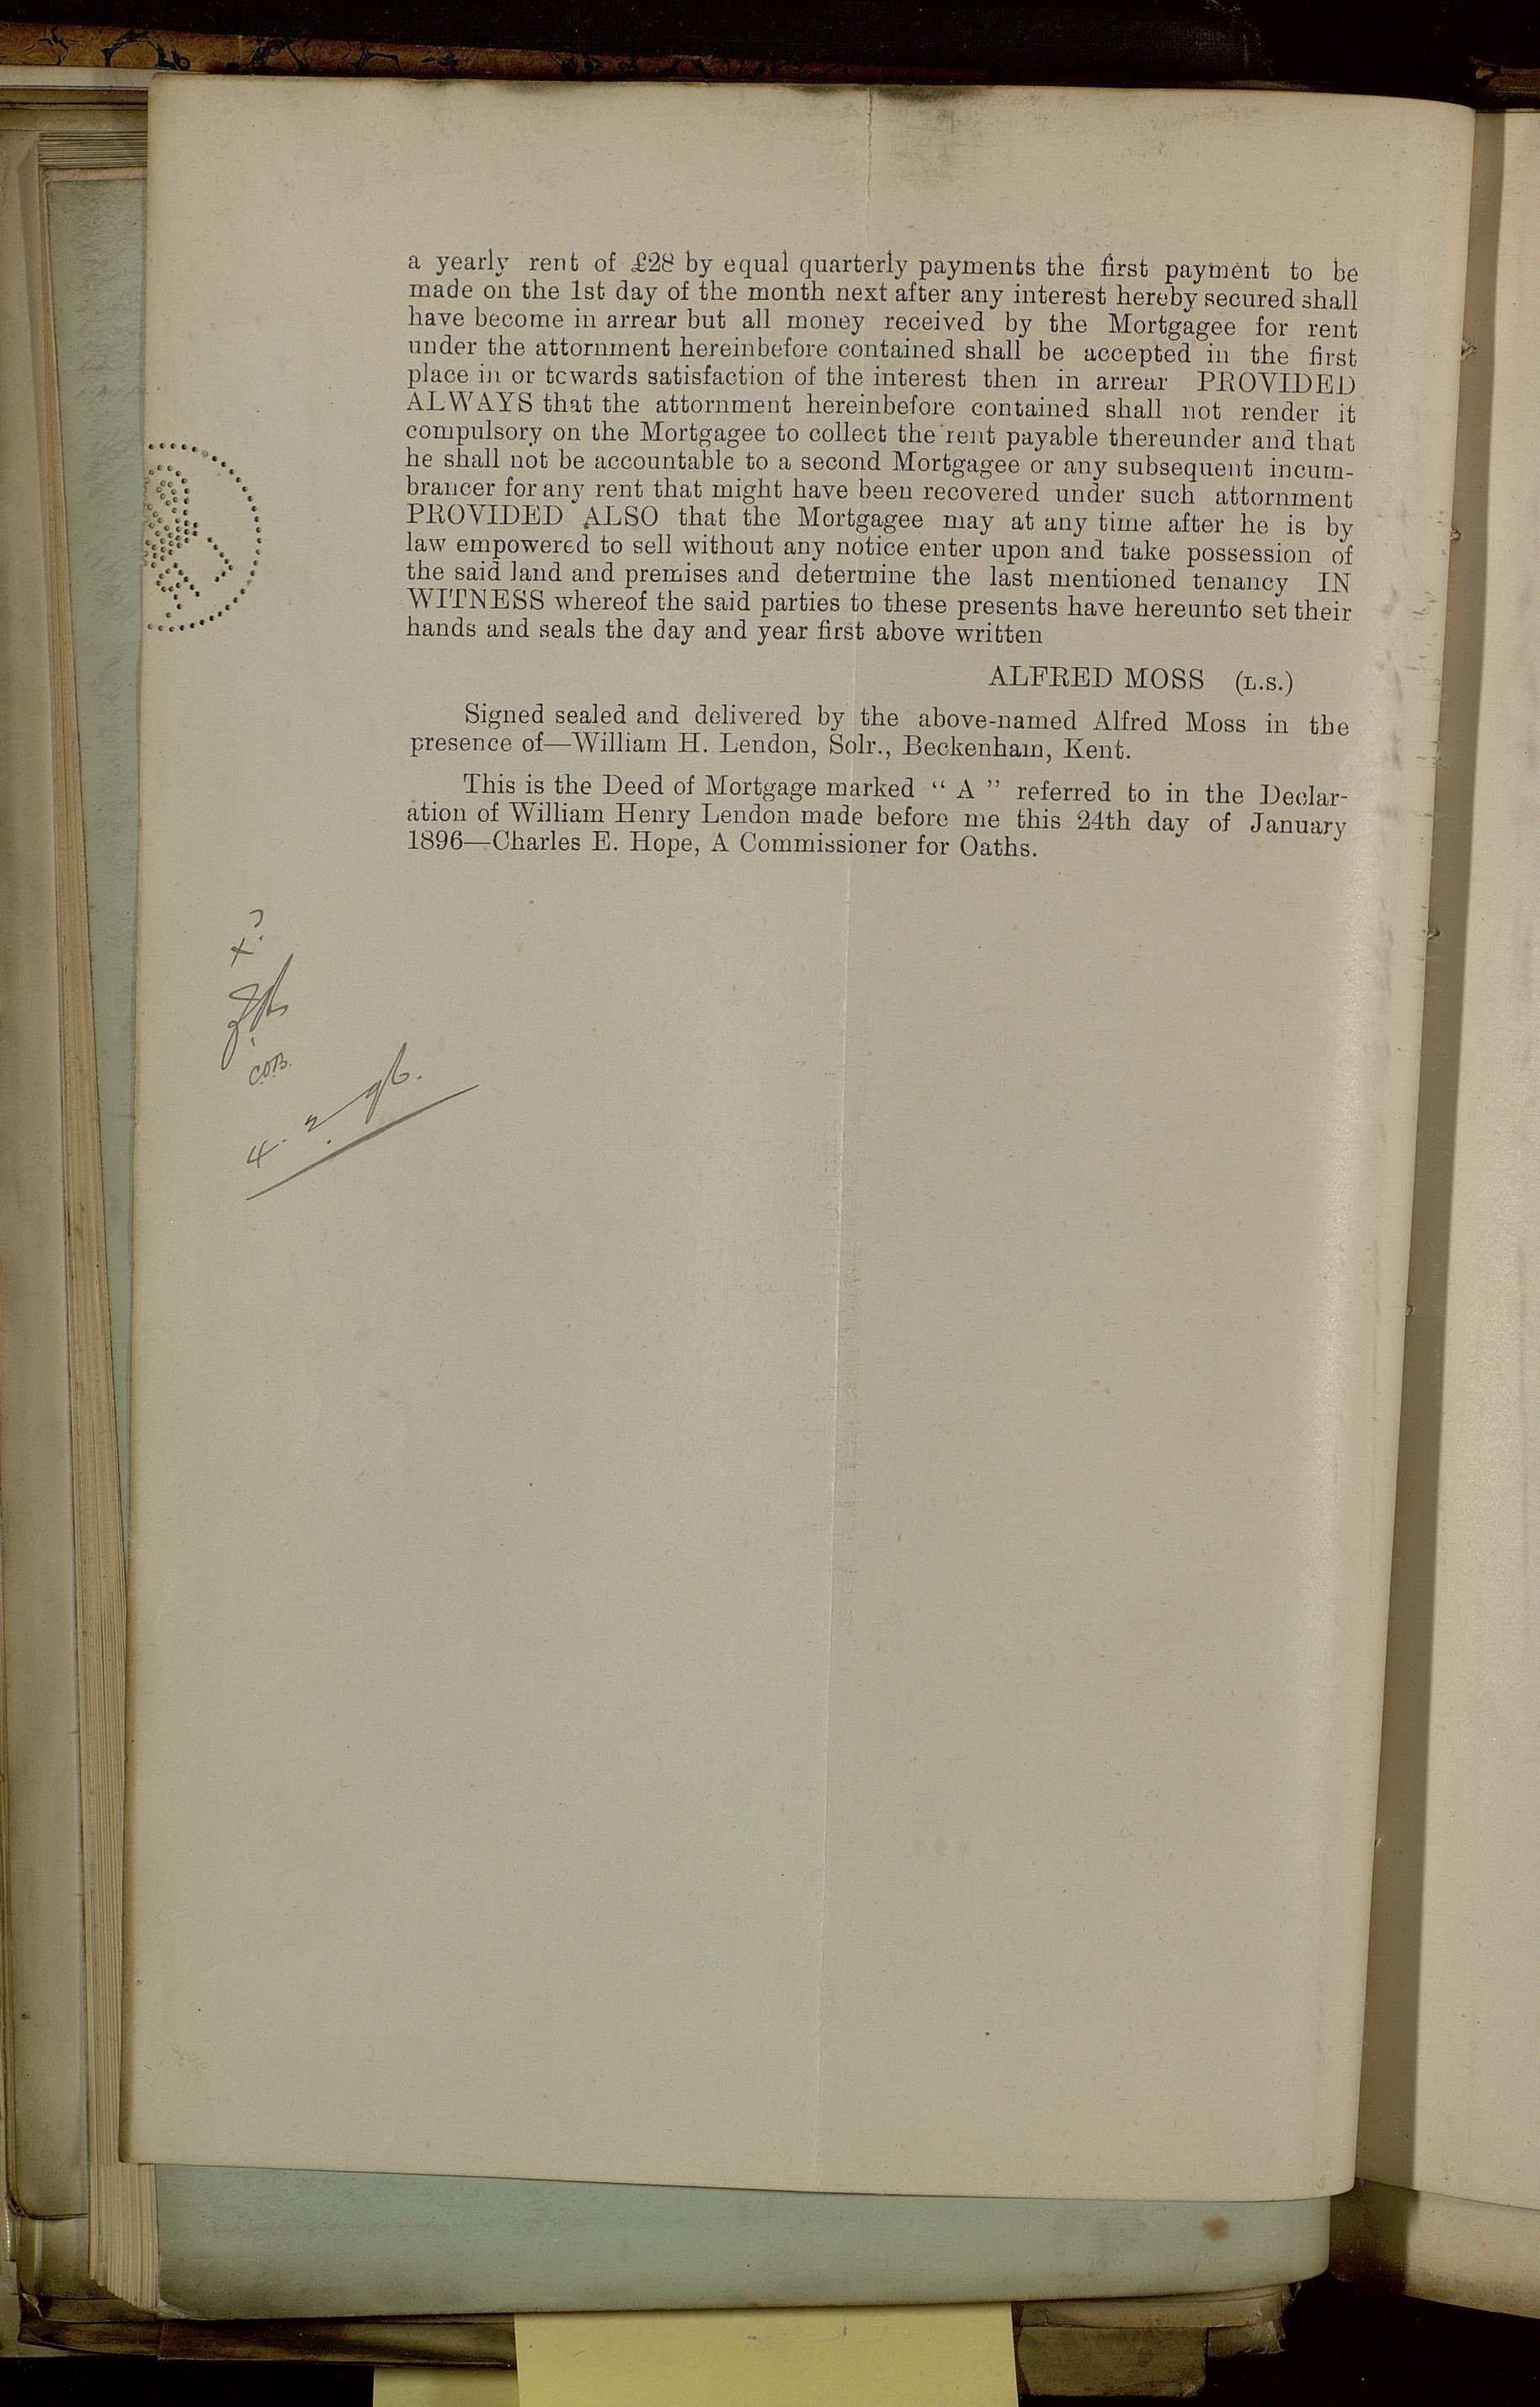 a yearly rent of £28 by equal quarterly payments the first payment to be
made on the 1st day of the month next after any interest hereby secured shall
have become in arrear but all money received by the Mortgagee for rent
under the attornment hereinbefore contained shall be accepted in the first
place in or towards satisfaction of the interest then in arrear PROVIDED
ALWAYS that the attornment hereinbefore contained shall not render it
compulsory on the Mortgagee to collect the rent payable thereunder and that
he shall not be accountable to a second Mortgagee or any subsequent incum-
brancer for any rent that might have been recovered under such attornment
PROVIDED ALSO that the Mortgagee may at any time after he is by
law empowered to sell without any notice enter upon and take possession of
the said land and premises and determine the last mentioned tenancy IN
WITNESS whereof the said parties to these presents have hereunto set their
hands and seals the day and year first above written
ALFRED MOSS (L.S.)
Signed sealed and delivered by the above-named Alfred Moss in the
presence of—William H. Lendon, Solr., Beckenham, Kent.
This is the Deed of Mortgage marked “ A ” referred to in the Declar-
ation of William Henry Lendon made before me this 24th day of January
1896—Charles E. Hope, A Commissioner for Oaths.
4. 2. 96.